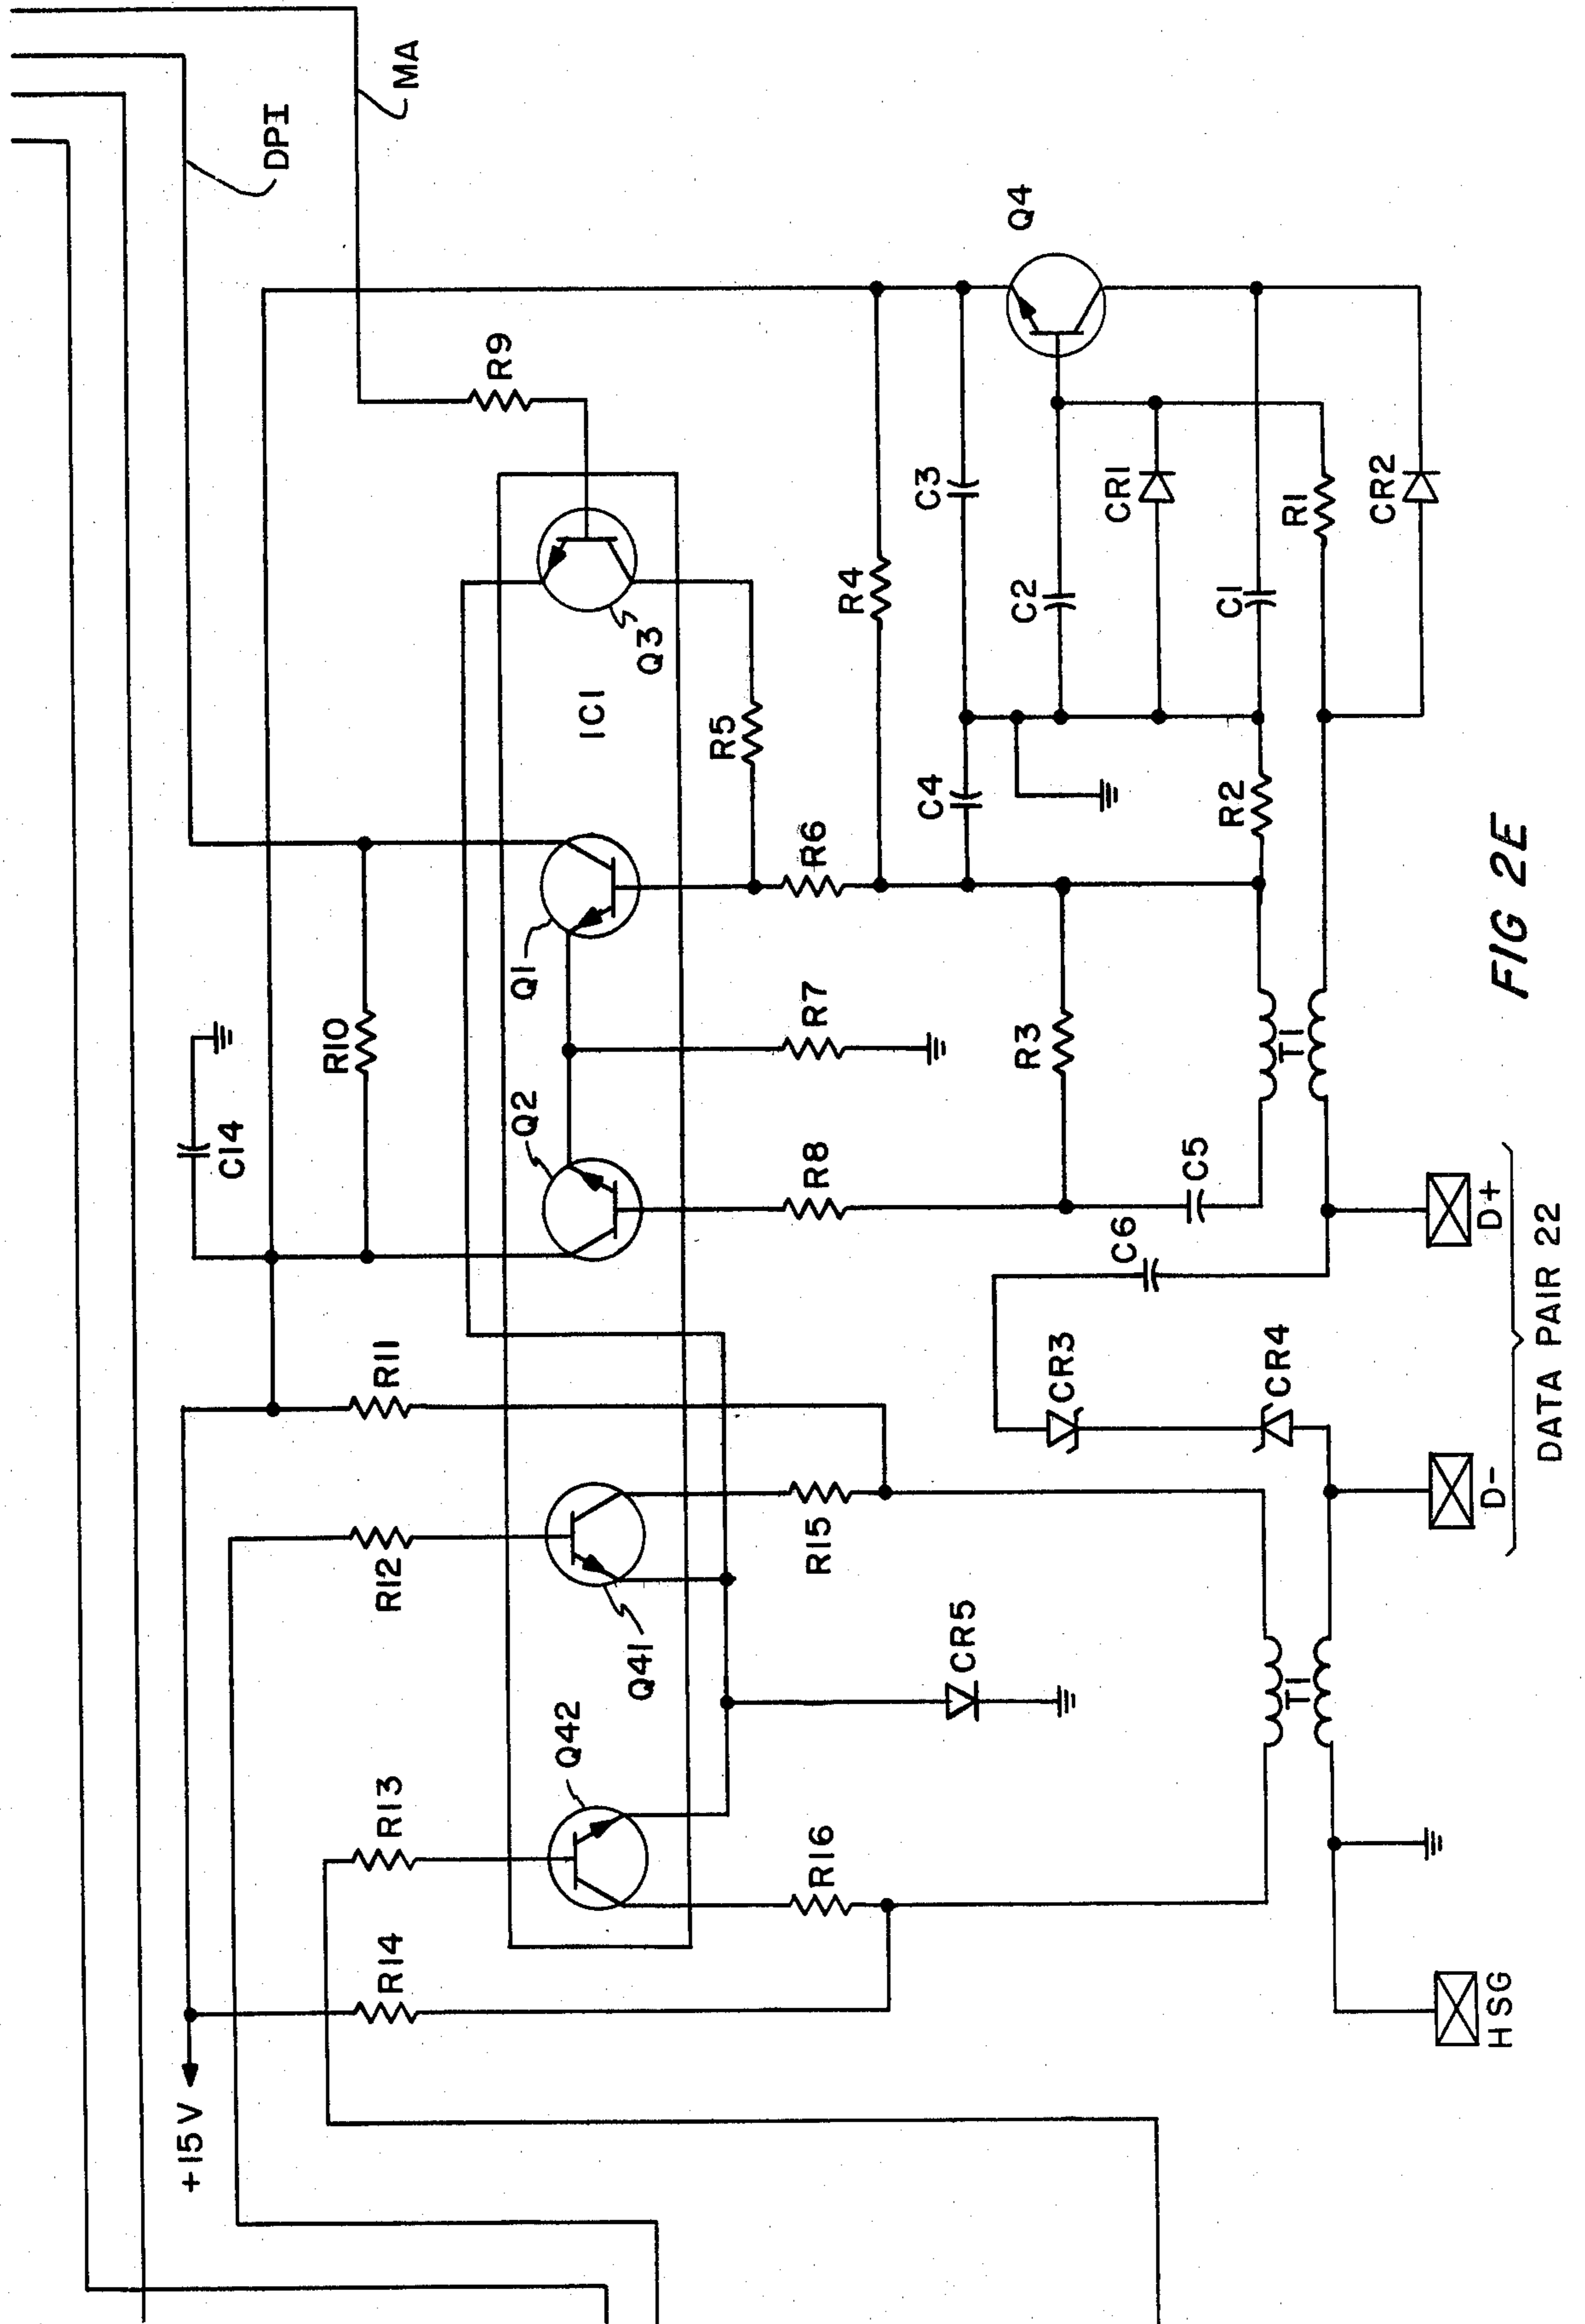 MA
DPI
Q4
R9
C3
CR1
R1
CR2
R4
C2
C1
Q3
IC1
R5
C4
R2
R6
Q1
R10
R7
R3
T1
FIG 2E
C14
Q2
R8
C5
C6
D+
R11
CR3
CR4
DATA PAIR 22
D-
R12
R15
Q41
CR5
Q42
T1
R13
R16
R14
+15V
HSG